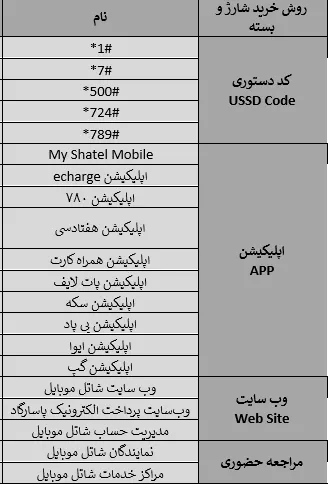 روش خرید شارژ و
بسته
نام
کد دستوری
USSD Code
*1#
*7#
*500#
*724#
*789#
اپلیکیشن
APP
My Shatel Mobile
اپلیکیشن echarge
اپلیکیشن ۷۸۰
اپلیکیشن هفتادسی
اپلیکیشن همراه کارت
اپلیکیشن پات لایف
اپلیکیشن سکه
اپلیکیشن بی پاد
اپلیکیشن ایوا
اپلیکیشن گپ
وب سایت
Web Site
وب سایت شاتل موبایل
وب‌سایت پرداخت الکترونیک پاسارگاد
مدیریت حساب شاتل موبایل
مراجعه حضوری
نمایندگان شاتل موبایل
مراکز خدمات شاتل موبایل